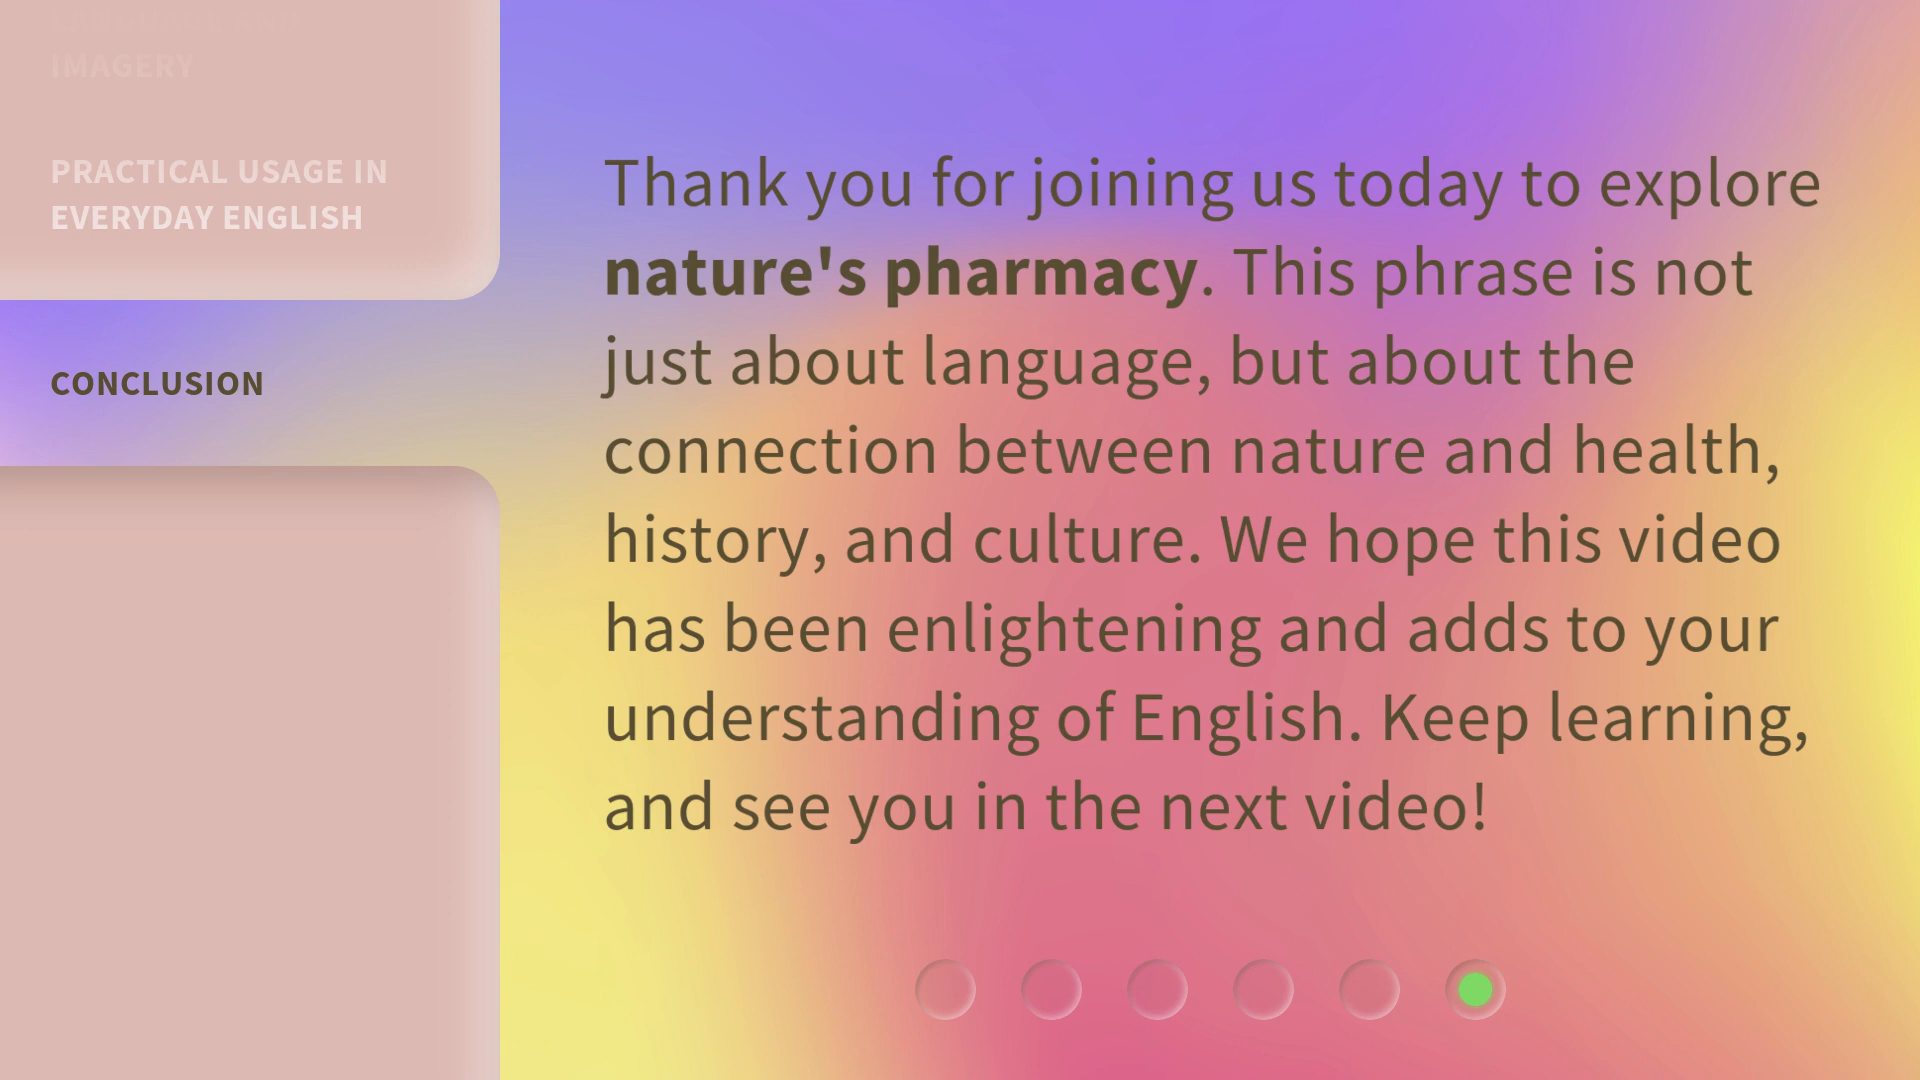 IMAGERY
PRACTICAL USAGE IN
EVERYDAY ENGLISH
CONCLUSION
Thank you for joining us today to explore
nature's pharmacy. This phrase is not
just about language, but about the
connection between nature and health,
history, and culture. We hope this video
has been enlightening and adds to your
understanding of English. Keep learning,
and see you in the next video!